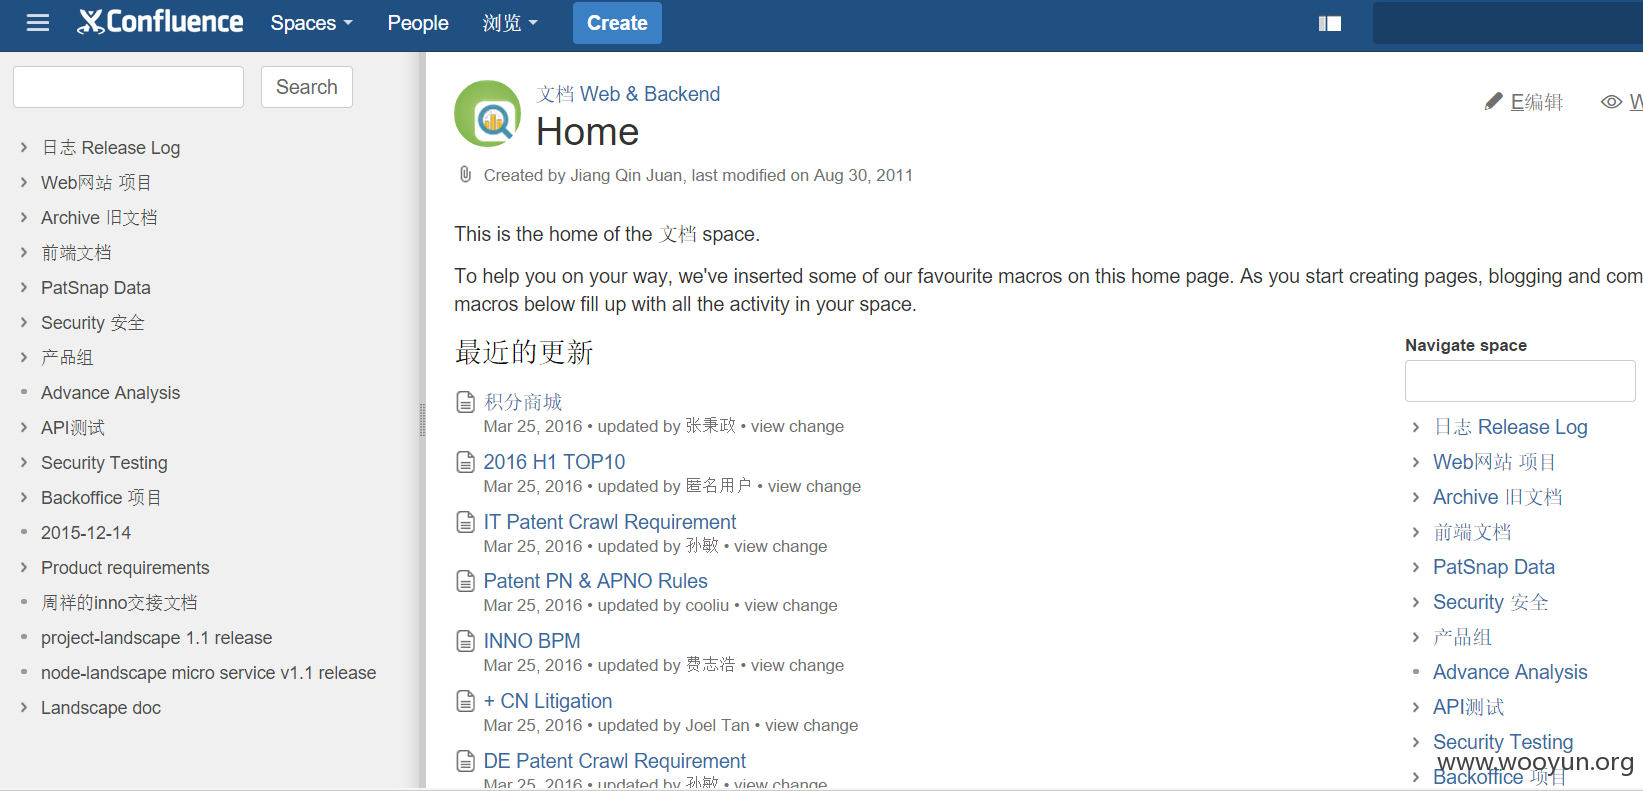 Confluence Spaces People 浏览 Create
Search
日志 Release Log
Web网站 项目
Archive 旧文档
前端文档
PatSnap Data
Security 安全
产品组
Advance Analysis
API测试
Security Testing
Backoffice 项目
2015-12-14
Product requirements
周祥的inno交接文档
project-landscape 1.1 release
node-landscape micro service v1.1 release
Landscape doc
文档 Web & Backend
Home
E编辑
W
Created by Jiang Qin Juan, last modified on Aug 30, 2011
This is the home of the 文档 space.
To help you on your way, we've inserted some of our favourite macros on this home page. As you start creating pages, blogging and com
macros below fill up with all the activity in your space.
最近的更新
积分商城
Mar 25, 2016 • updated by 张秉政 • view change
2016 H1 TOP10
Mar 25, 2016 • updated by 匿名用户 • view change
IT Patent Crawl Requirement
Mar 25, 2016 • updated by 孙敏 • view change
Patent PN & APNO Rules
Mar 25, 2016 • updated by cooliu • view change
INNO BPM
Mar 25, 2016 • updated by 费志浩 • view change
+ CN Litigation
Mar 25, 2016 • updated by Joel Tan • view change
DE Patent Crawl Requirement
Mar 25, 2016 • updated by 孙敏 • view change
Navigate space
日志 Release Log
Web网站 项目
Archive 旧文档
前端文档
PatSnap Data
Security 安全
产品组
Advance Analysis
API测试
Security Testing
Backoffice 项目
www.wooyun.org